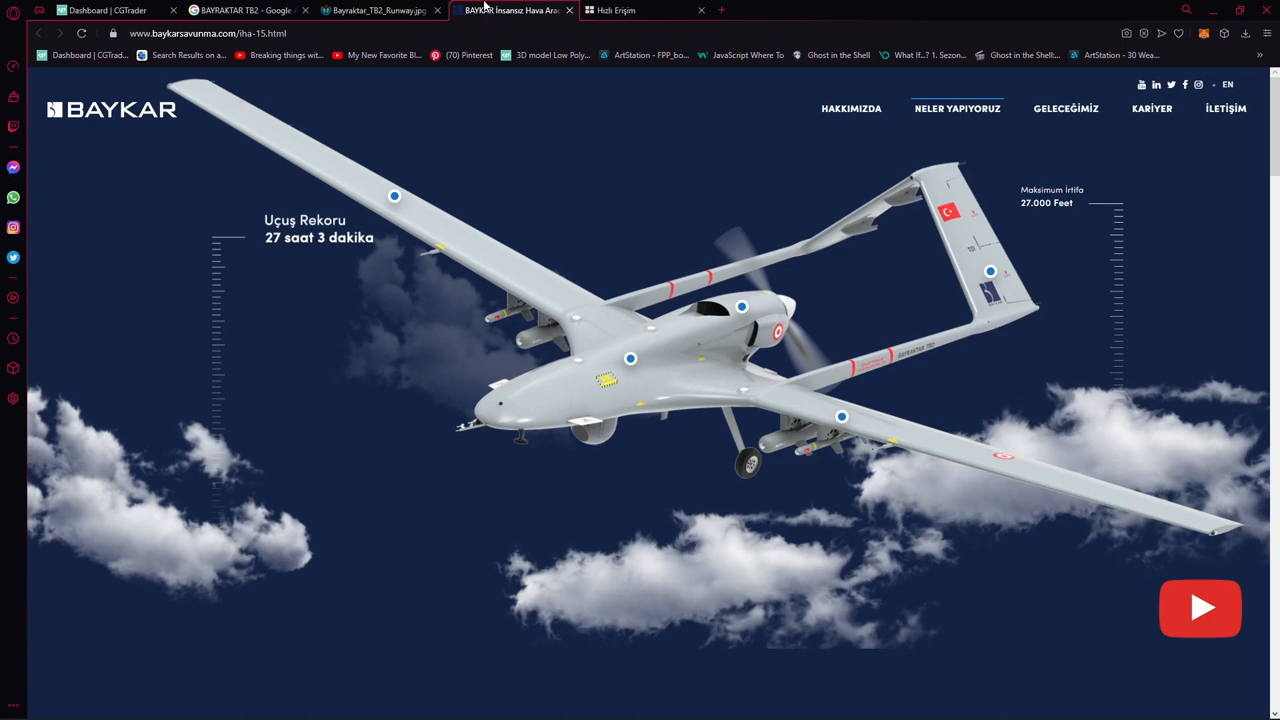 Dashboard | CGTrader
BAYRAKTAR TB2 - Google
Bayraktar_TB2_Runway.jpg
BAYKAR İnsansız Hava Arac
Hızlı Erişim
www.baykarsavunma.com/iha-15.html
Dashboard | CGTrad...
Search Results on a...
Breaking things wit...
My New Favorite Bl...
(70) Pinterest
3D model Low Poly...
ArtStation - FPP_bo...
JavaScript Where To
Ghost in the Shell
What If...? 1. Sezon...
Ghost in the Shell:...
ArtStation - 30 Wea...
EN
BAYKAR
HAKKIMIZDA
NELER YAPIYORUZ
GELECEĞİMİZ
KARİYER
İLETİŞİM
Maksimum İrtifa
27.000 Feet
Uçuş Rekoru
27 saat 3 dakika
BAYRAKTAR TB2